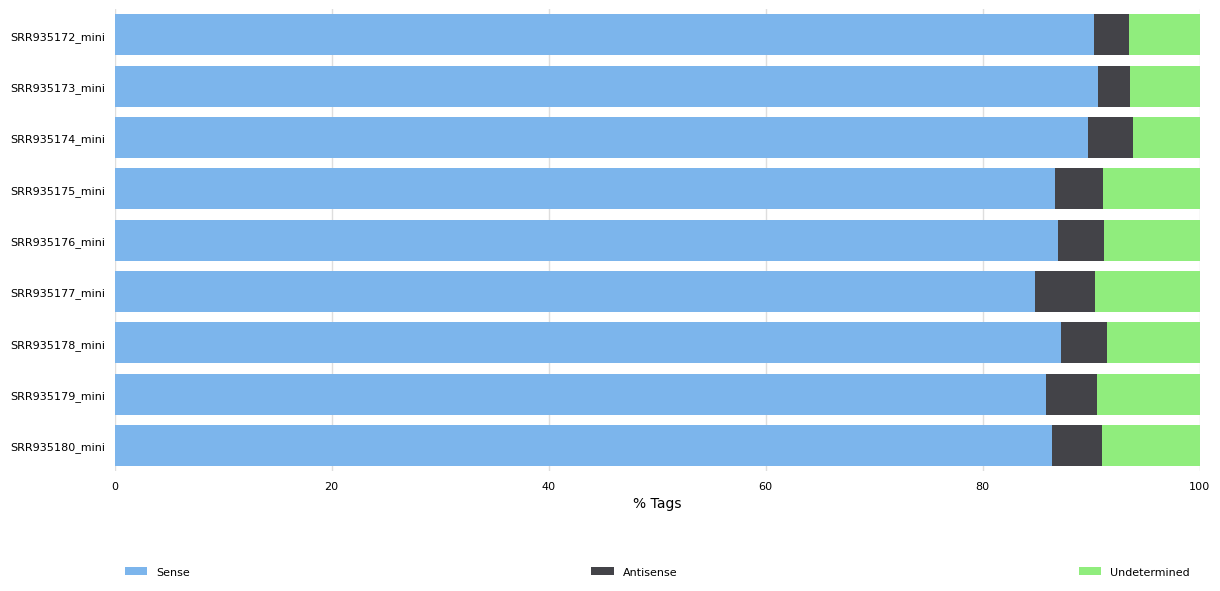 SRR935172_mini
SRR935173_mini
SRR935174_mini
SRR935175_mini
SRR935176_mini
SRR935177_mini
SRR935178_mini
SRR935179_mini
SRR935180_mini
0 20 40 60 80 100
% Tags
Sense Antisense Undetermined